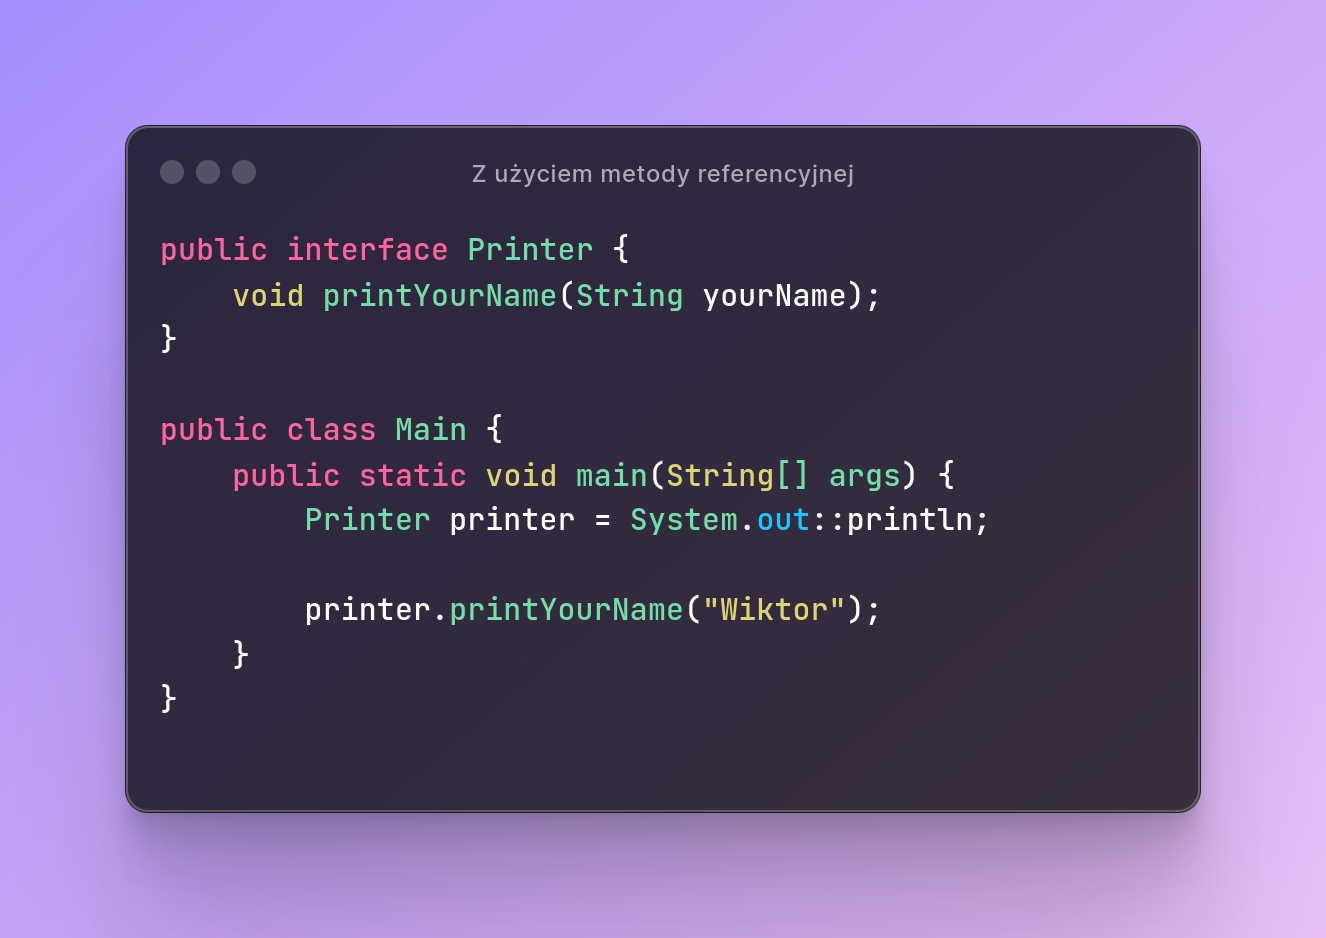 Z użyciem metody referencyjnej
public interface Printer {
    void printYourName(String yourName);
}

public class Main {
    public static void main(String[] args) {
        Printer printer = System.out::println;

        printer.printYourName("Wiktor");
    }
}